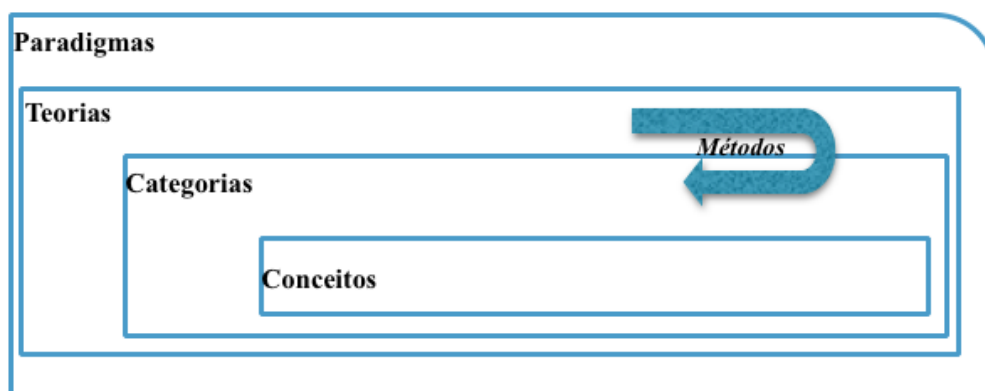 Paradigmas
Teorias
Métodos
Categorias
Conceitos